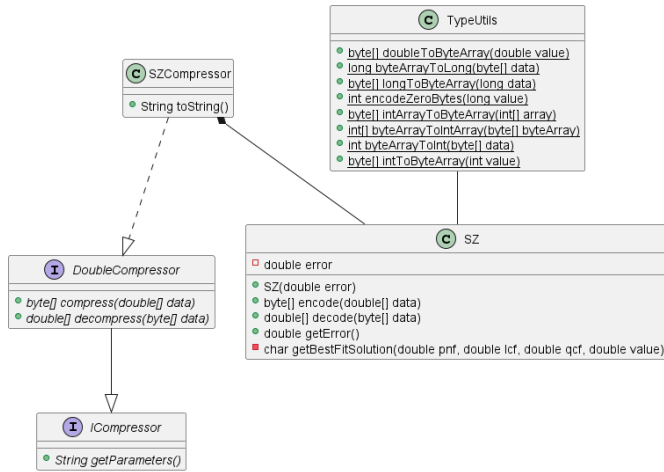 C TypeUtils
byte[] doubleToByteArray(double value)
long byteArrayToLong(byte[] data)
byte[] longToByteArray(long data)
int encodeZeroBytes(long value)
byte[] intArrayToByteArray(int[] array)
int[] byteArrayToIntArray(byte[] byteArray)
int byteArrayToInt(byte[] data)
byte[] intToByteArray(int value)
C SZCompressor
String toString()
C SZ
double error
SZ(double error)
byte[] encode(double[] data)
double[] decode(byte[] data)
double getError()
char getBestFitSolution(double pnf, double lcf, double qcf, double value)
I DoubleCompressor
byte[] compress(double[] data)
double[] decompress(byte[] data)
I ICompressor
String getParameters()